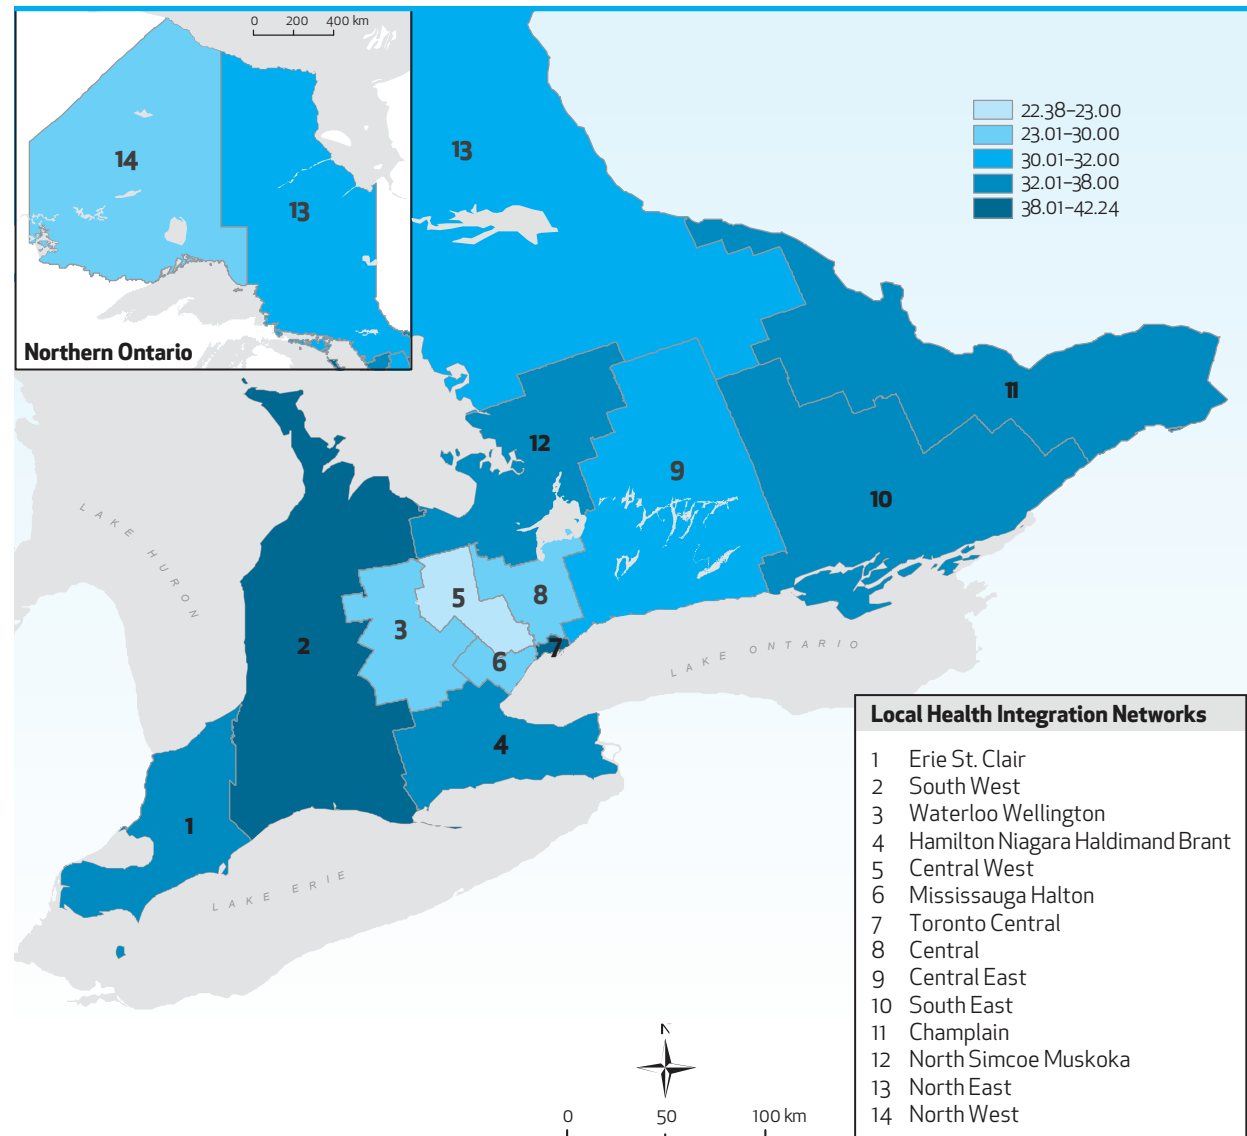 0 200 400 km
14
13
Northern Ontario
13
22.38–23.00
23.01–30.00
30.01–32.00
32.01–38.00
38.01–42.24
11
12
9
10
LAKE HURON
5
8
3
2
7
6
LAKE ONTARIO
4
1
LAKE ERIE
Local Health Integration Networks
1 Erie St. Clair
2 South West
3 Waterloo Wellington
4 Hamilton Niagara Haldimand Brant
5 Central West
6 Mississauga Halton
7 Toronto Central
8 Central
9 Central East
10 South East
11 Champlain
12 North Simcoe Muskoka
13 North East
14 North West
N
0 50 100 km